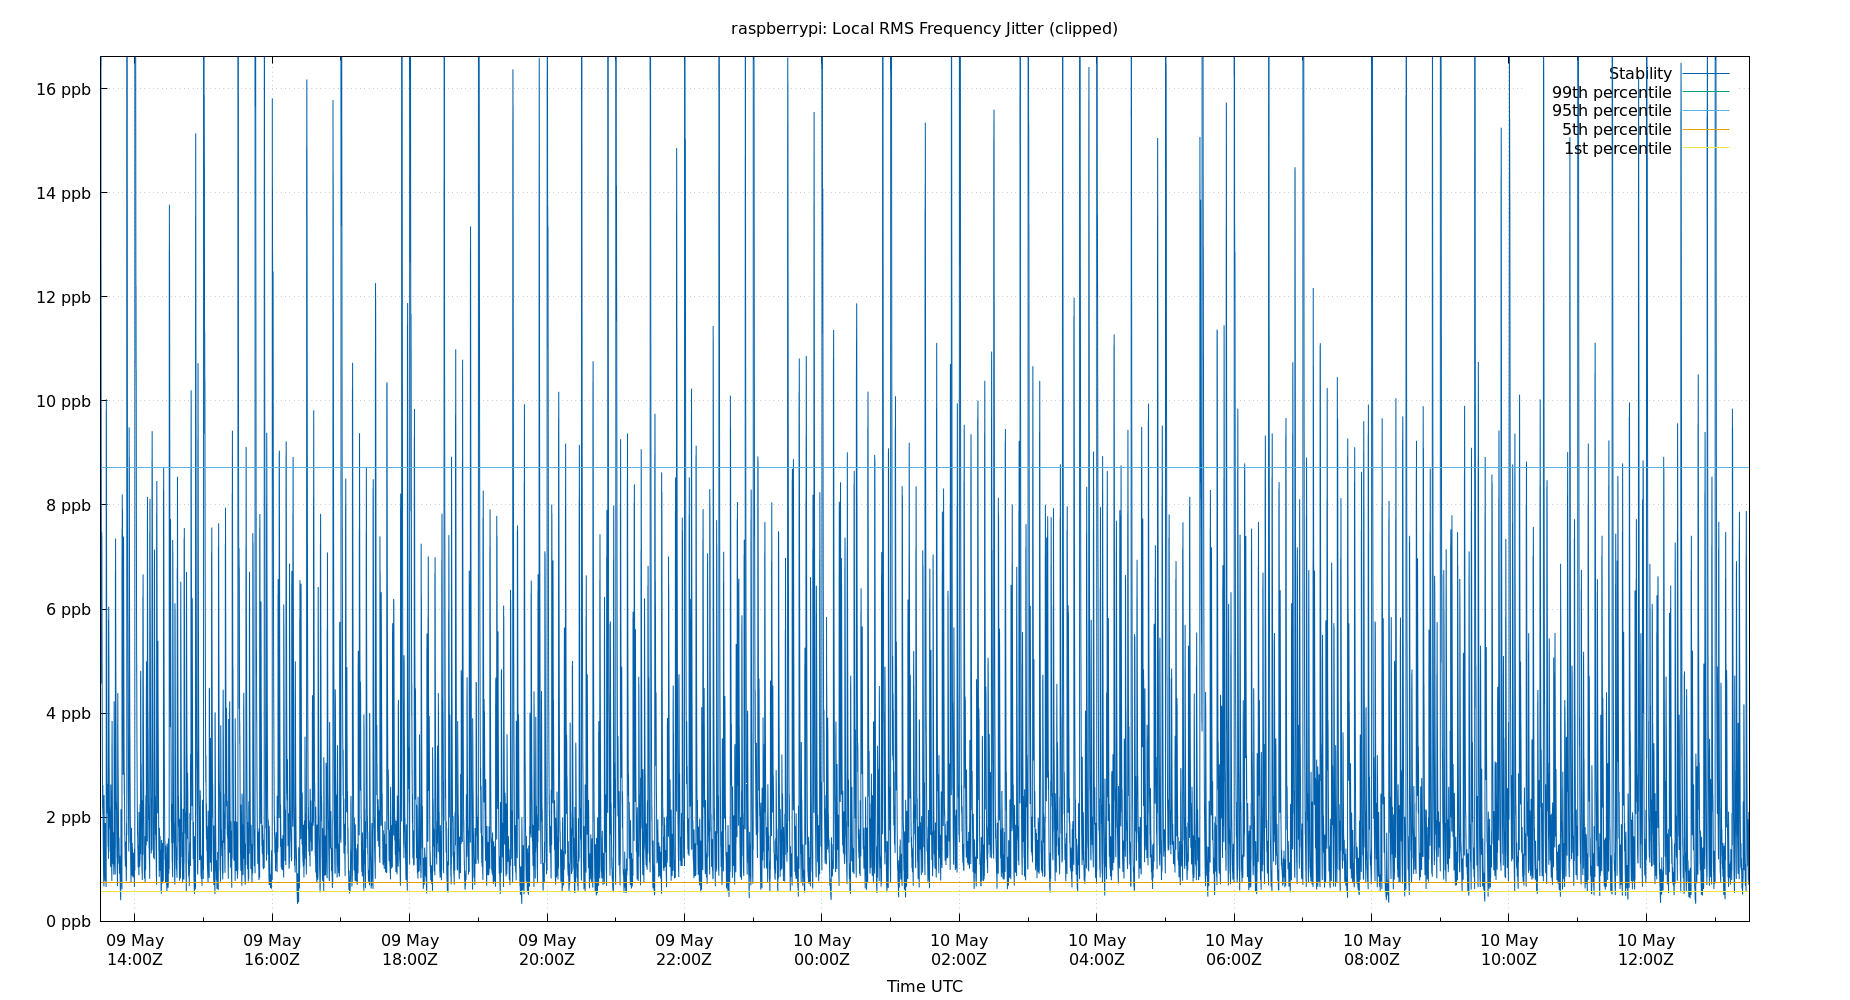 raspberrypi: Local RMS Frequency Jitter (clipped)
16 ppb
14 ppb
12 ppb
10 ppb
8 ppb
6 ppb
4 ppb
2 ppb
0 ppb
Stability
99th percentile
95th percentile
5th percentile
1st percentile
09 May 09 May 09 May 09 May 09 May 10 May 10 May 10 May 10 May 10 May 10 May 10 May
14:00Z 16:00Z 18:00Z 20:00Z 22:00Z 00:00Z 02:00Z 04:00Z 06:00Z 08:00Z 10:00Z 12:00Z
Time UTC